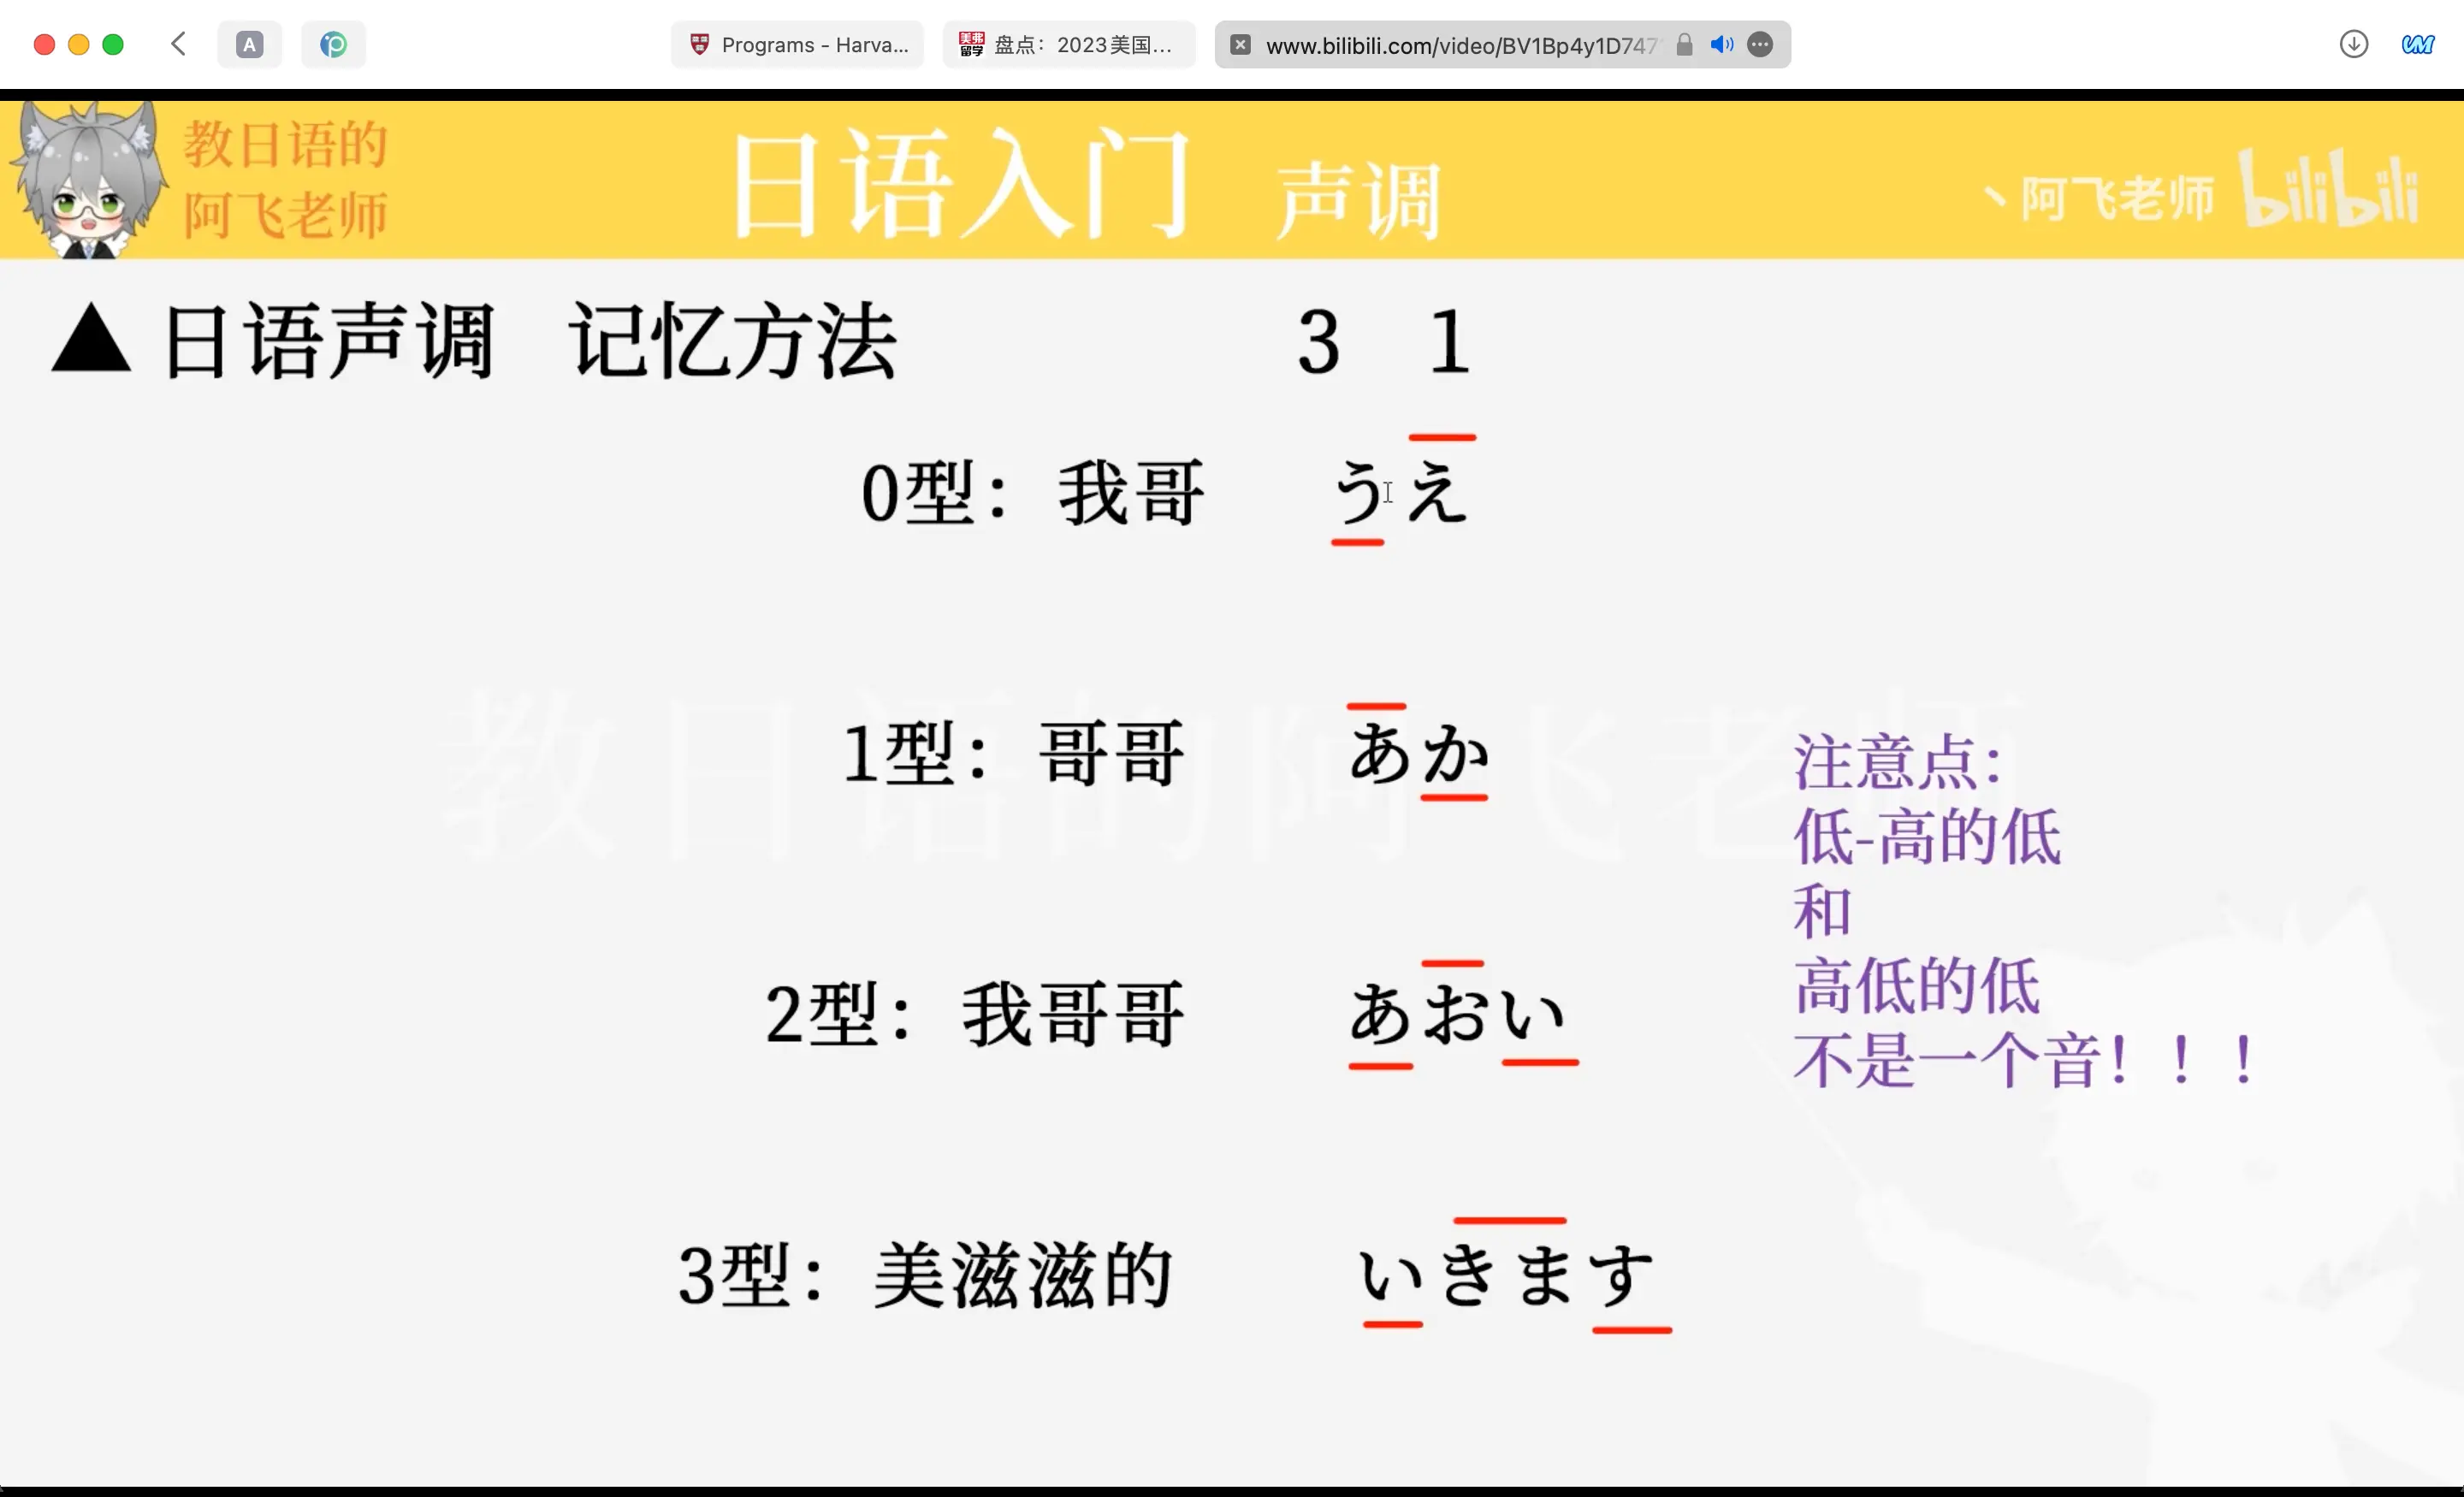 A
Programs - Harva...
美弗留学
盘点：2023美国...
www.bilibili.com/video/BV1Bp4y1D747
教日语的
阿飞老师
日语入门 声调
阿飞老师 bilibili
▲ 日语声调 记忆方法 3 1
0型：我哥 うえ
1型：哥哥 あか
2型：我哥哥 あおい
3型：美滋滋的 いきます
注意点：
低-高的低
和
高低的低
不是一个音！！！
教日语的阿飞老师